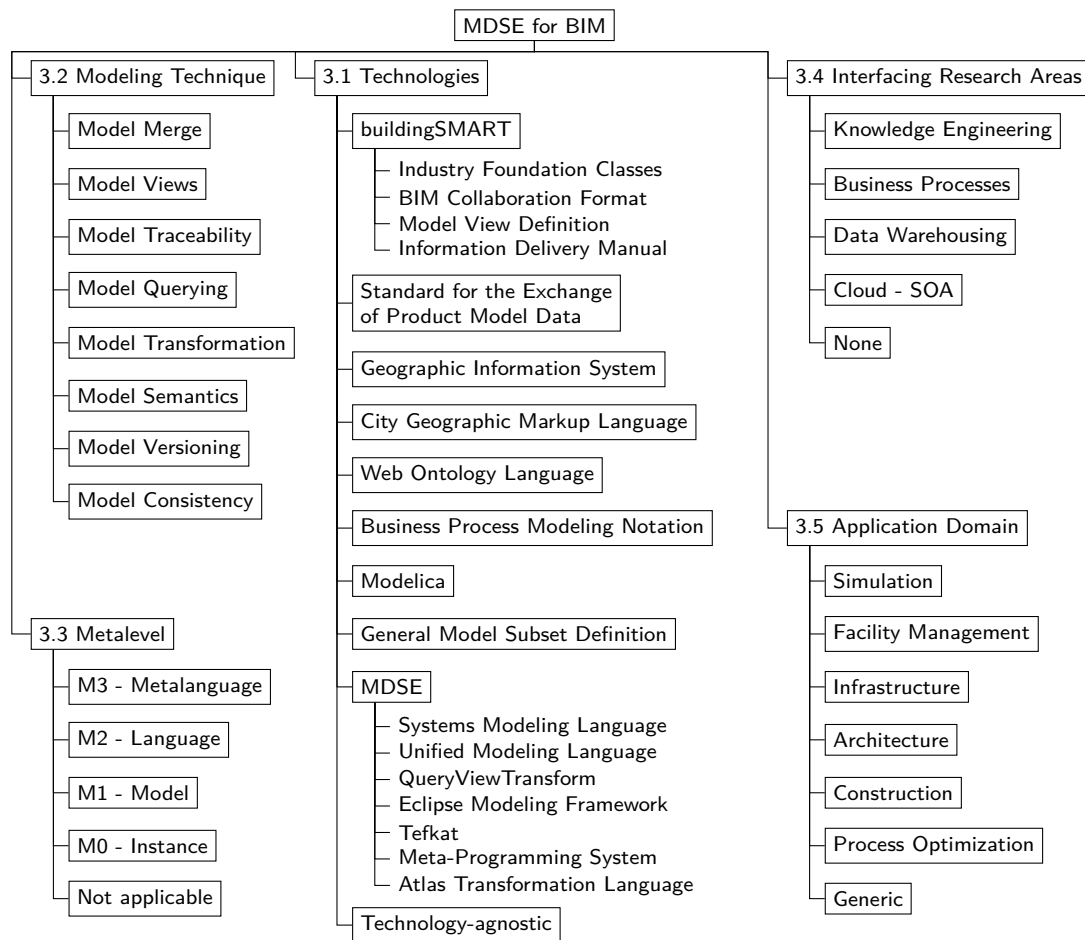 MDSE for BIM
3.2 Modeling Technique
Model Merge
Model Views
Model Traceability
Model Querying
Model Transformation
Model Semantics
Model Versioning
Model Consistency
3.3 Metalevel
M3 - Metalanguage
M2 - Language
M1 - Model
M0 - Instance
Not applicable
3.1 Technologies
buildingSMART
Industry Foundation Classes
BIM Collaboration Format
Model View Definition
Information Delivery Manual
Standard for the Exchange
of Product Model Data
Geographic Information System
City Geographic Markup Language
Web Ontology Language
Business Process Modeling Notation
Modelica
General Model Subset Definition
MDSE
Systems Modeling Language
Unified Modeling Language
QueryViewTransform
Eclipse Modeling Framework
Tefkat
Meta-Programming System
Atlas Transformation Language
Technology-agnostic
3.4 Interfacing Research Areas
Knowledge Engineering
Business Processes
Data Warehousing
Cloud - SOA
None
3.5 Application Domain
Simulation
Facility Management
Infrastructure
Architecture
Construction
Process Optimization
Generic